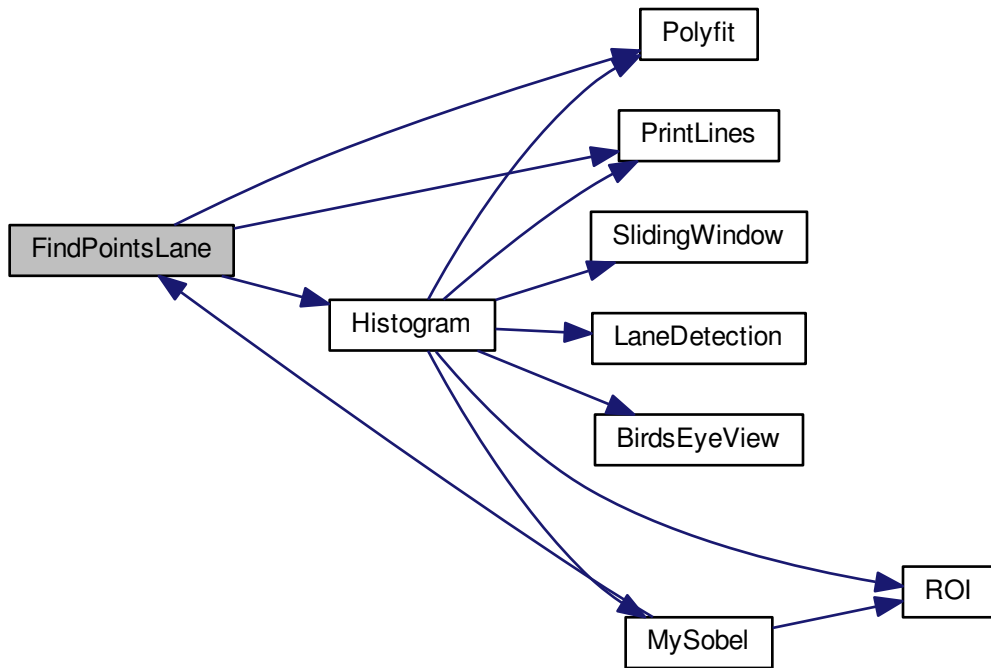 Polyfit
PrintLines
SlidingWindow
FindPointsLane
Histogram
LaneDetection
BirdsEyeView
ROI
MySobel